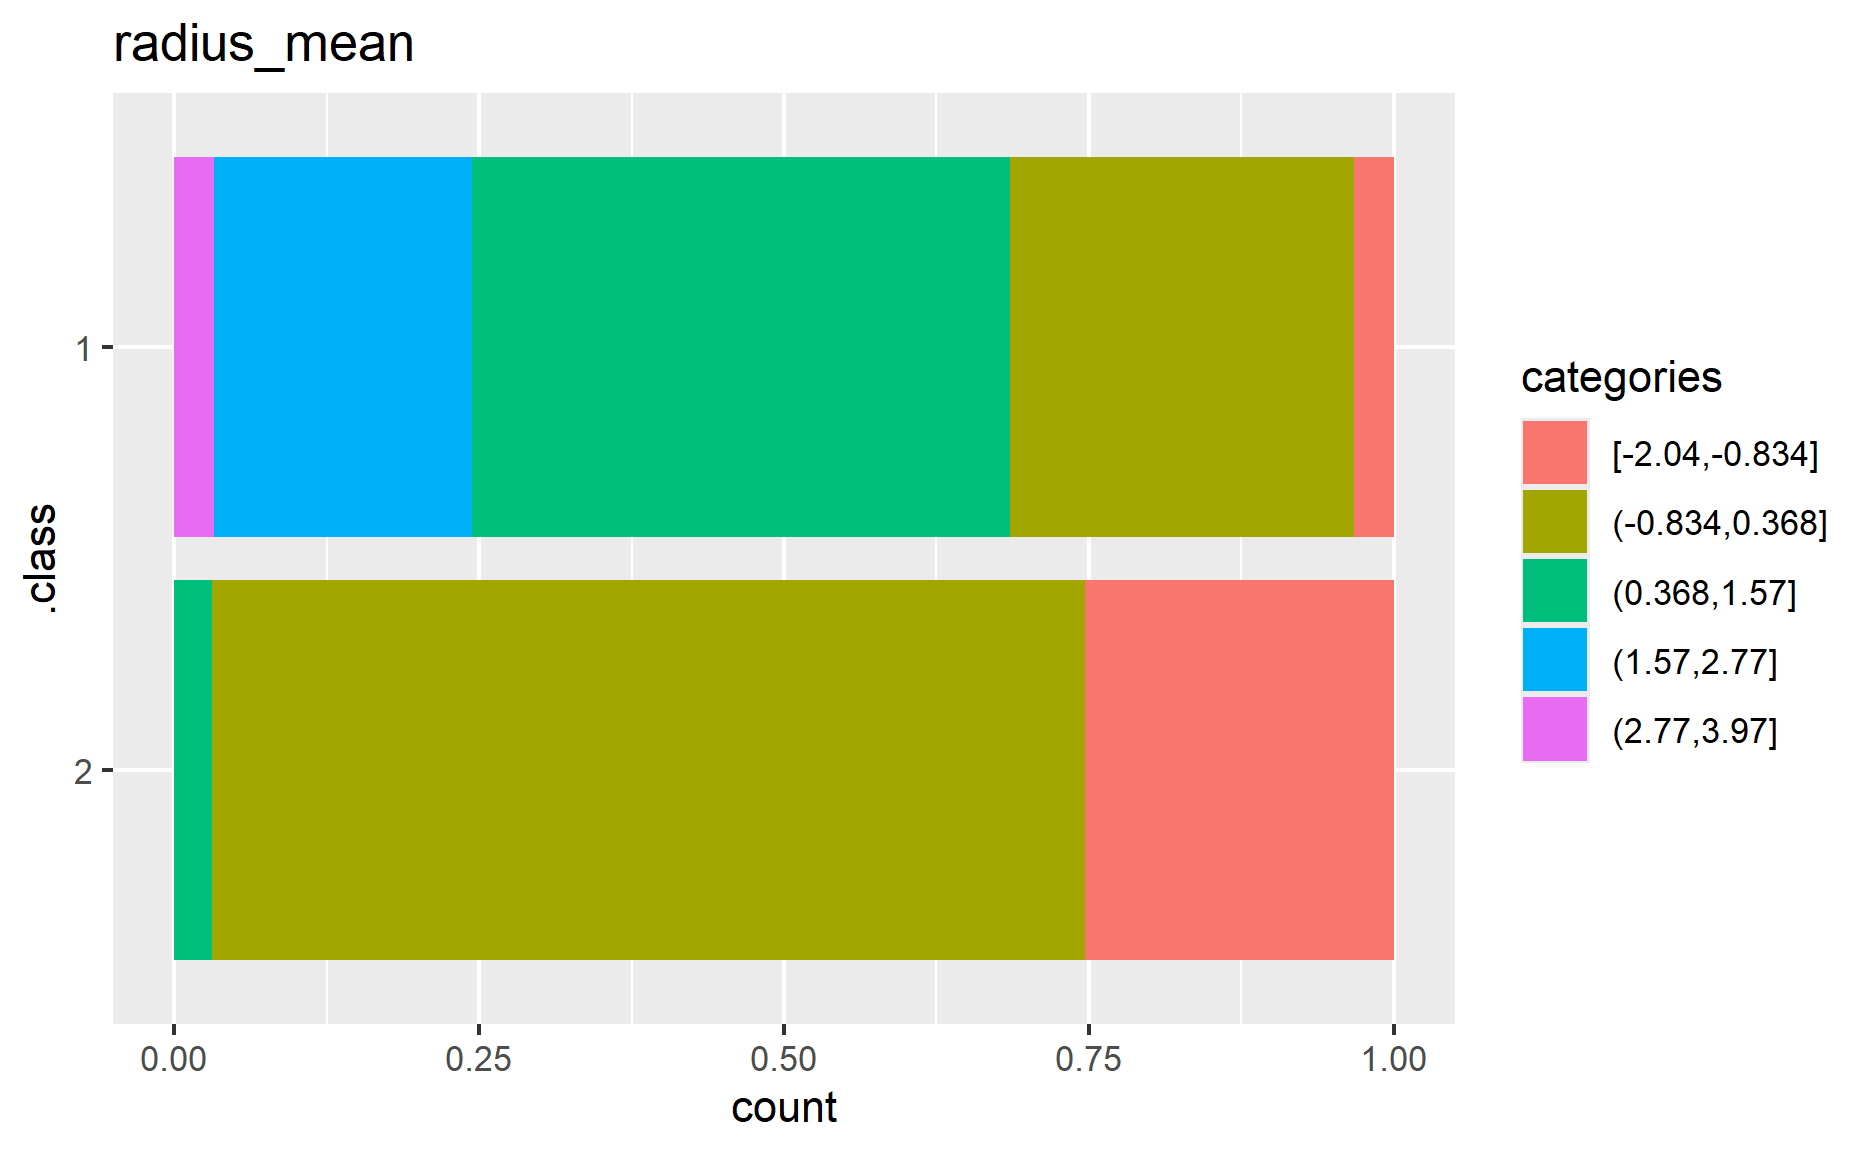 radius_mean
1
2
.class
0.00 0.25 0.50 0.75 1.00
count
categories
[-2.04,-0.834]
(-0.834,0.368]
(0.368,1.57]
(1.57,2.77]
(2.77,3.97]